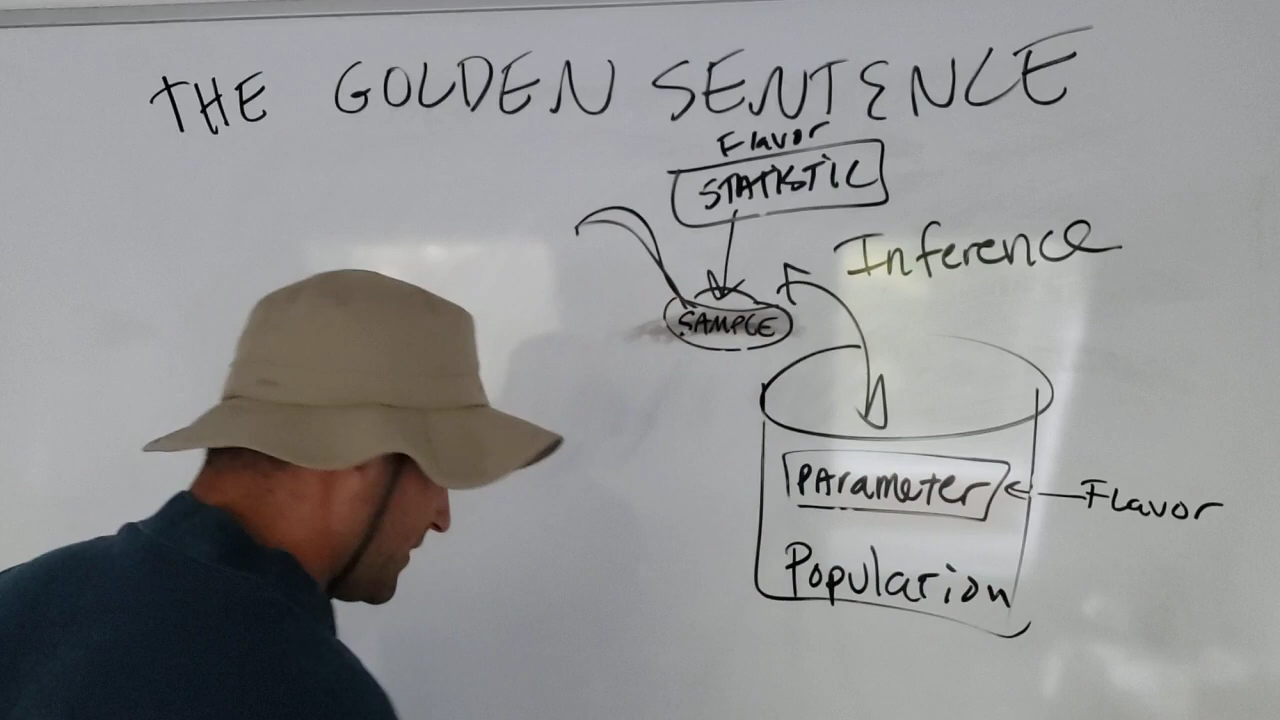 THE GOLDEN SENTENCE
Flavor
STATISTIC
Inference
SAMPLE
PArameter
Flavor
Population